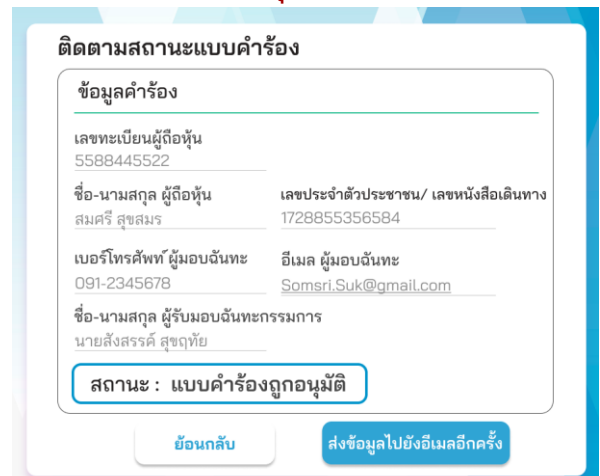 ติดตามสถานะแบบคำร้อง
ข้อมูลคำร้อง
เลขทะเบียนผู้ถือหุ้น
5588445522
ชื่อ-นามสกุล ผู้ถือหุ้น เลขประจำตัวประชาชน/ เลขหนังสือเดินทาง
สมศรี สุขสมร 1728855356584
เบอร์โทรศัพท์ ผู้มอบฉันทะ อีเมล ผู้มอบฉันทะ
091-2345678 Somsri.Suk@gmail.com
ชื่อ-นามสกุล ผู้รับมอบฉันทะกรรมการ
นายสังสรรค์ สุขฤทัย
สถานะ : แบบคำร้องถูกอนุมัติ
ย้อนกลับ ส่งข้อมูลไปยังอีเมลอีกครั้ง